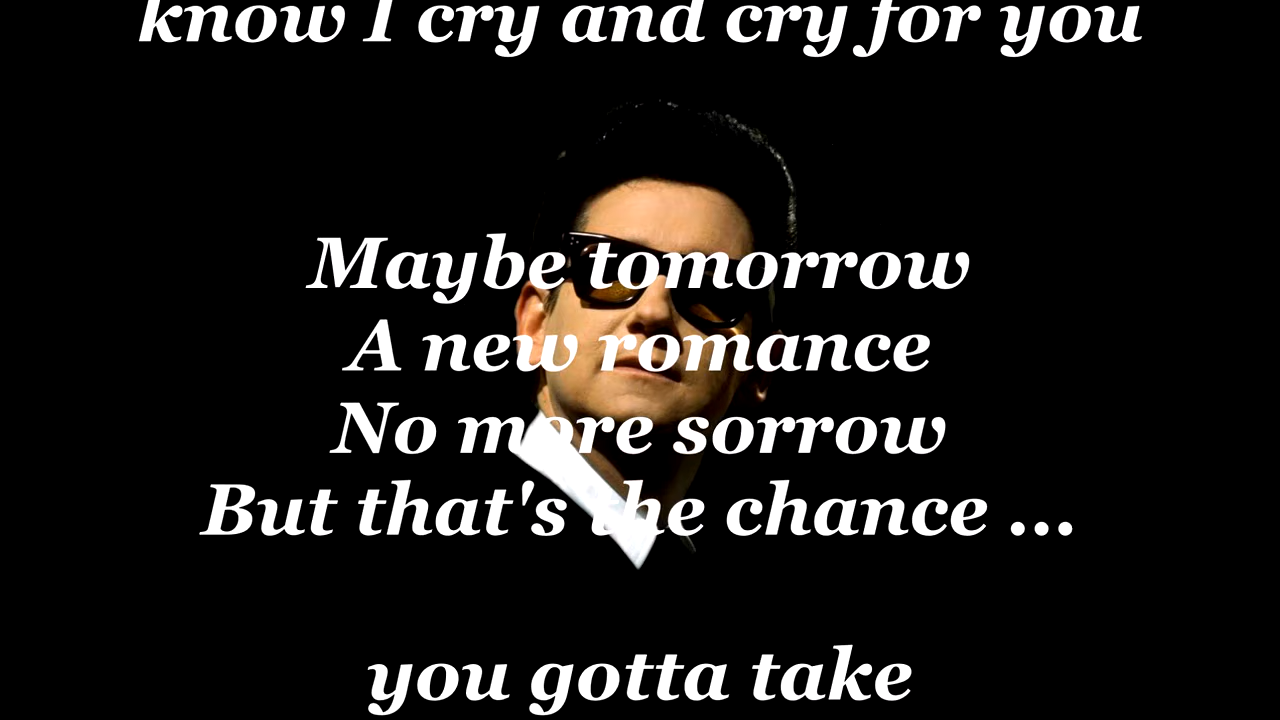 know I cry and cry for you
Maybe tomorrow
A new romance
No more sorrow
But that's the chance ...
you gotta take